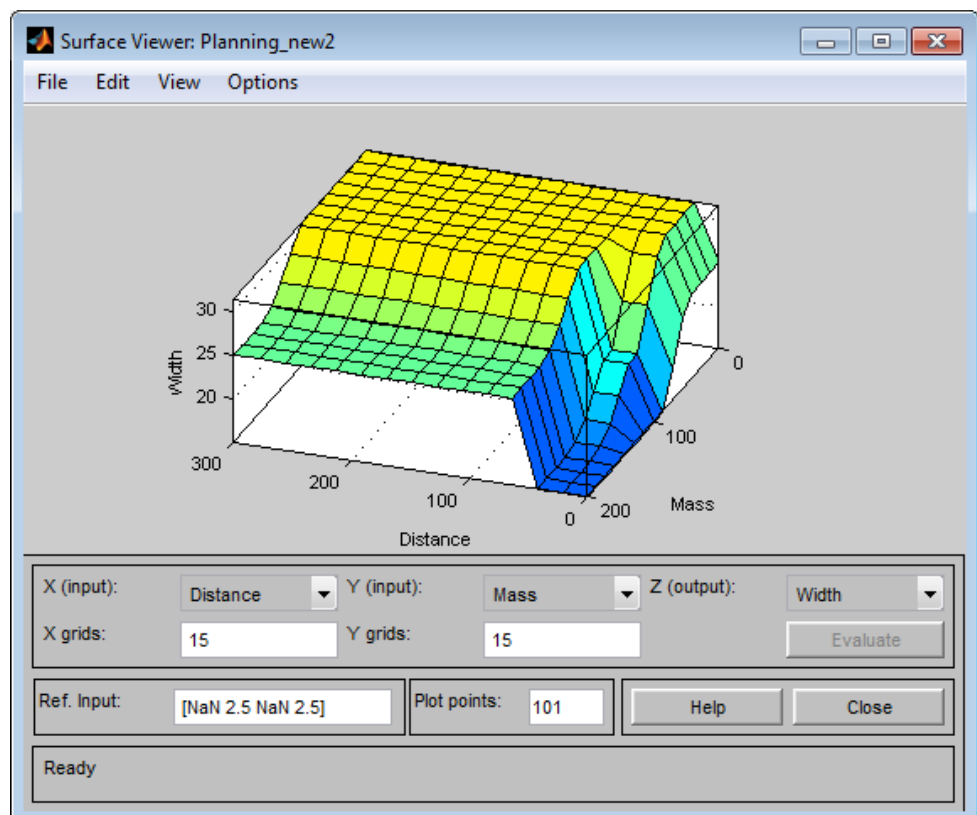 Surface Viewer: Planning_new2
File Edit View Options
30
25
20
Width
300
200
100
0
Distance
0
100
200
Mass
X (input): Distance Y (input): Mass Z (output): Width
X grids: 15 Y grids: 15 Evaluate
Ref. Input: [NaN 2.5 NaN 2.5] Plot points: 101 Help Close
Ready